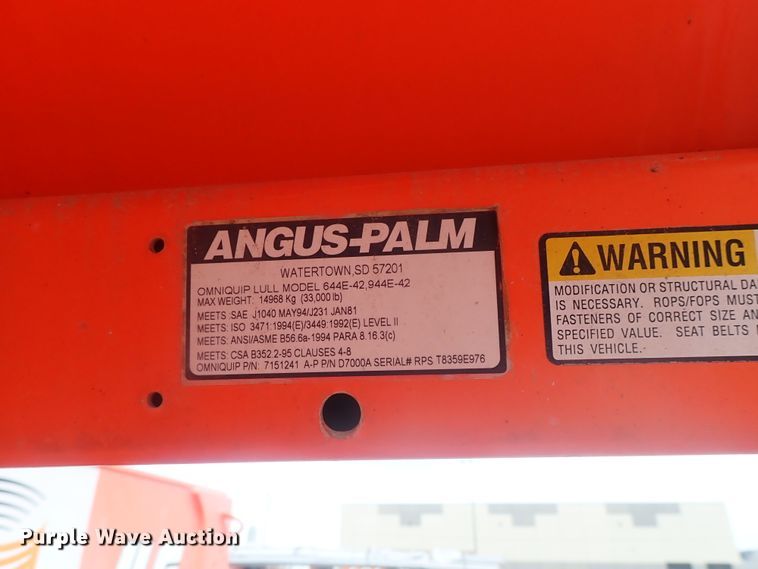 ANGUS-PALM
WATERTOWN,SD 57201
OMNIQUIP LULL MODEL 644E-42,944E-42
MAX WEIGHT: 14968 Kg (33,000 lb)
MEETS :SAE J1040 MAY94/J231 JAN81
MEETS: ISO 3471:1994(E)/3449:1992(E) LEVEL II
MEETS: ANSI/ASME B56.6a-1994 PARA 8.16.3(c)
MEETS: CSA B352.2-95 CLAUSES 4-8
OMNIQUIP P/N: 7151241 A-P P/N D7000A SERIAL# RPS T8359E976
WARNING
MODIFICATION OR STRUCTURAL DA
IS NECESSARY. ROPS/FOPS MUST
FASTENERS OF CORRECT SIZE AN
SPECIFIED VALUE. SEAT BELTS M
THIS VEHICLE.
Purple Wave Auction